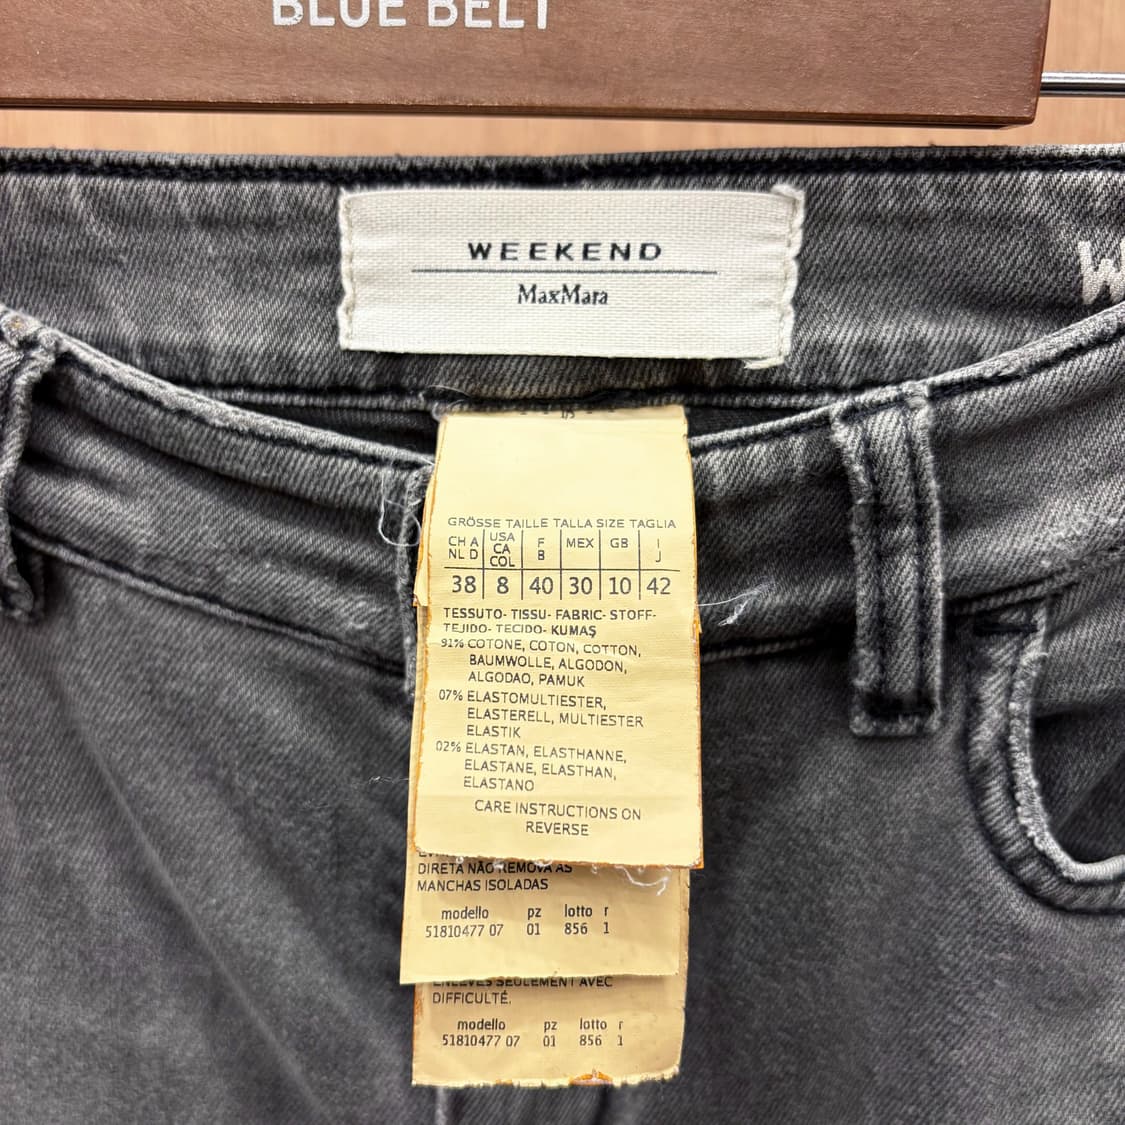 BLUE BELT
WEEKEND
MaxMara
W
GRÖSSE TAILLE TALLA SIZE TAGLIA
CH A NL D USA CA COL F B MEX GB I J
38 8 40 30 10 42
TESSUTO- TISSU- FABRIC- STOFF-
TEJIDO- TECIDO- KUMAŞ
91% COTONE, COTON, COTTON,
BAUMWOLLE, ALGODON,
ALGODAO, PAMUK
07% ELASTOMULTIESTER,
ELASTERELL, MULTIESTER
ELASTIK
02% ELASTAN, ELASTHANNE,
ELASTANE, ELASTHAN,
ELASTANO
CARE INSTRUCTIONS ON
REVERSE
DIRETA NÃO REMOVA AS
MANCHAS ISOLADAS
modello pz lotto r
51810477 07 01 856 1
ENLEVES SEULEMENT AVEC
DIFFICULTÉ.
modello pz lotto r
51810477 07 01 856 1